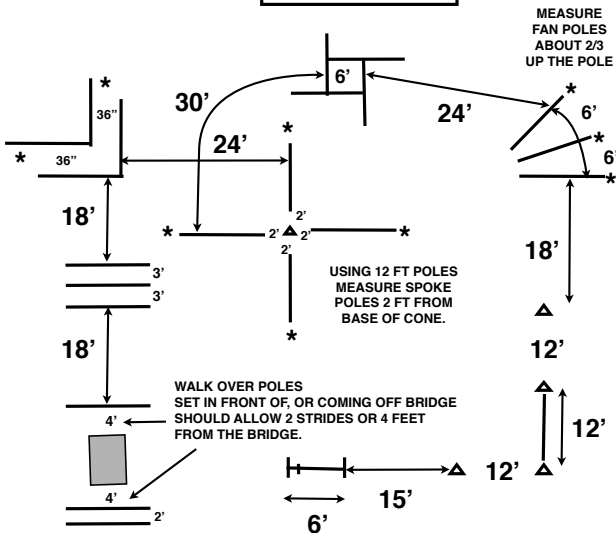 MEASURE
FAN POLES
ABOUT 2/3
UP THE POLE
*
36”
*
36”
30’
6’
24’
*
6’
*
6’
*
24’
*
18’
*
2’
2’
2’
2’
*
*
18’
3’
3’
USING 12 FT POLES
MEASURE SPOKE
POLES 2 FT FROM
BASE OF CONE.
12’
18’
WALK OVER POLES
SET IN FRONT OF, OR COMING OFF BRIDGE
SHOULD ALLOW 2 STRIDES OR 4 FEET
FROM THE BRIDGE.
4’
12’
4’
2’
15’
12’
6’